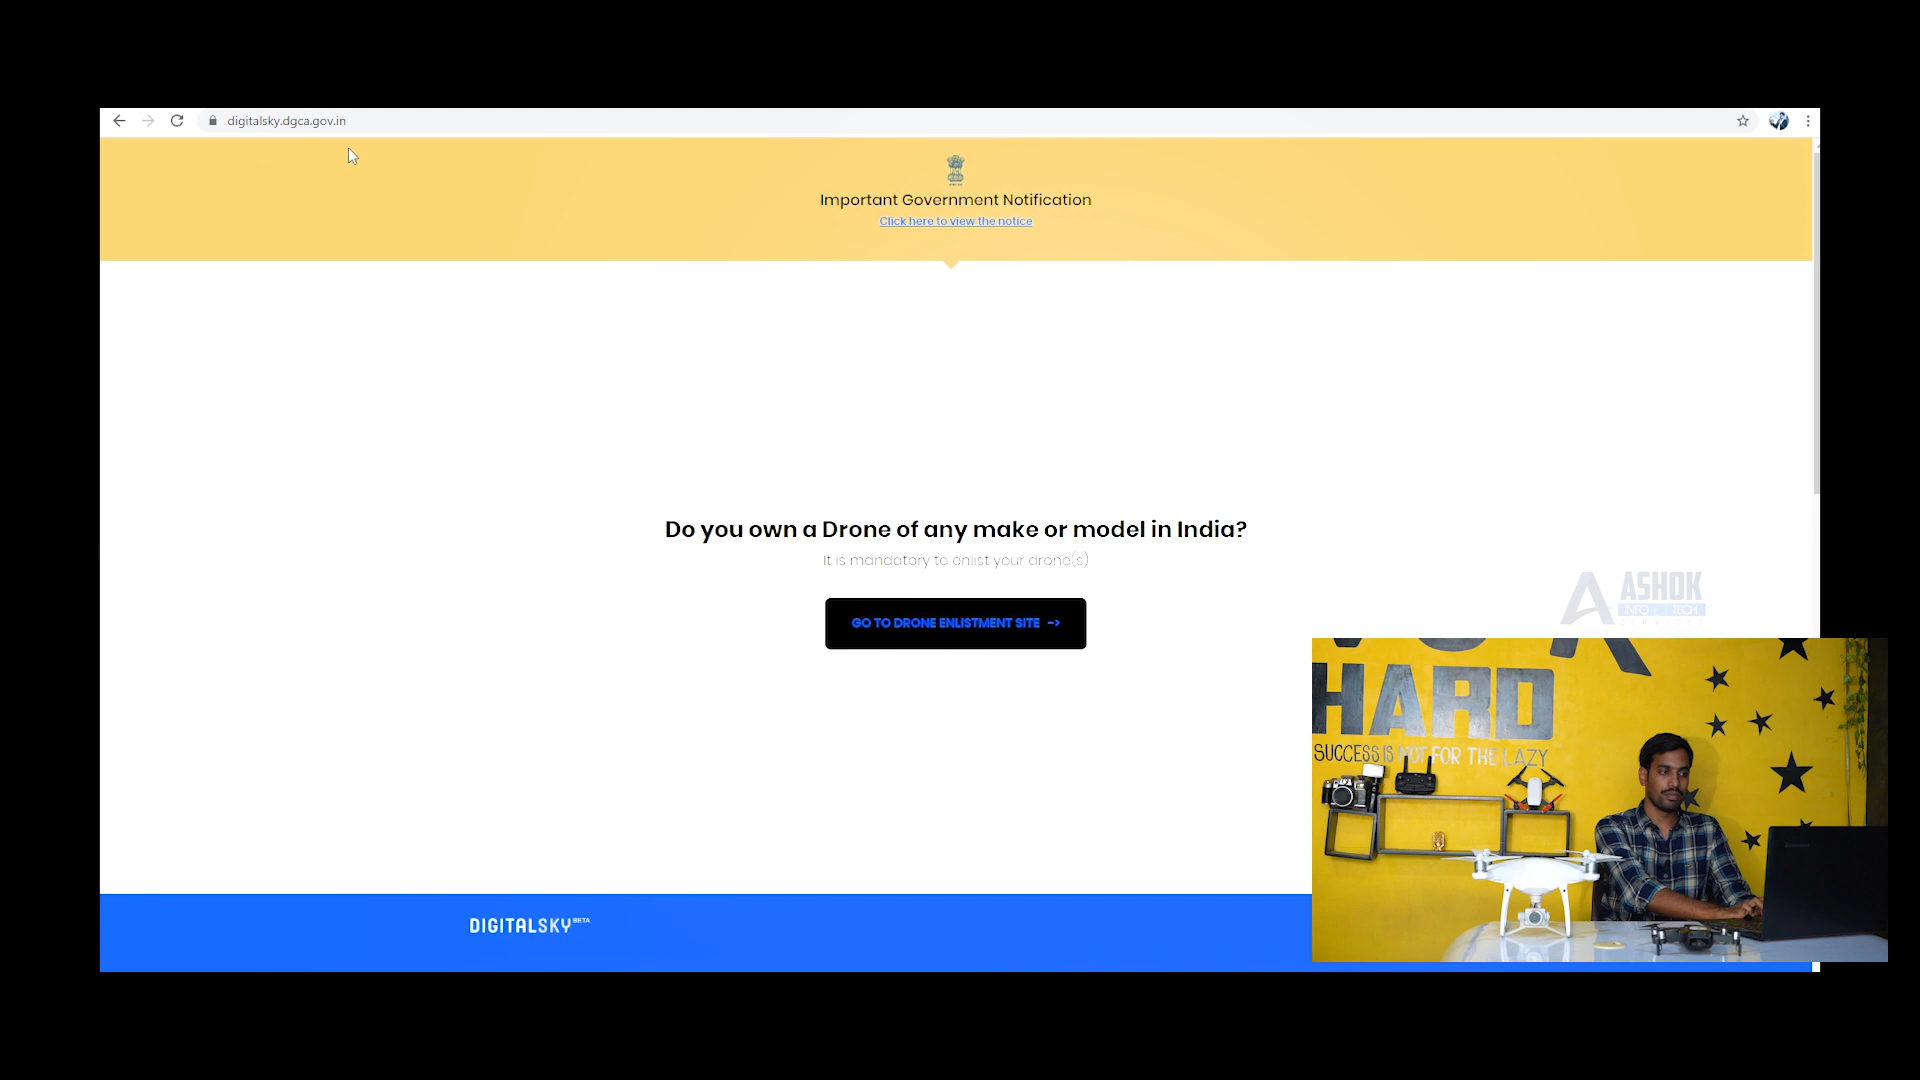 digitalsky.dgca.gov.in
Important Government Notification
Click here to view the notice
Do you own a Drone of any make or model in India?
It is mandatory to enlist your drone(s)
GO TO DRONE ENLISTMENT SITE ->
ASHOK
INFO TECH
SERVICES
HARD
SUCCESS IS NOT FOR THE LAZY
DIGITALSKY BETA